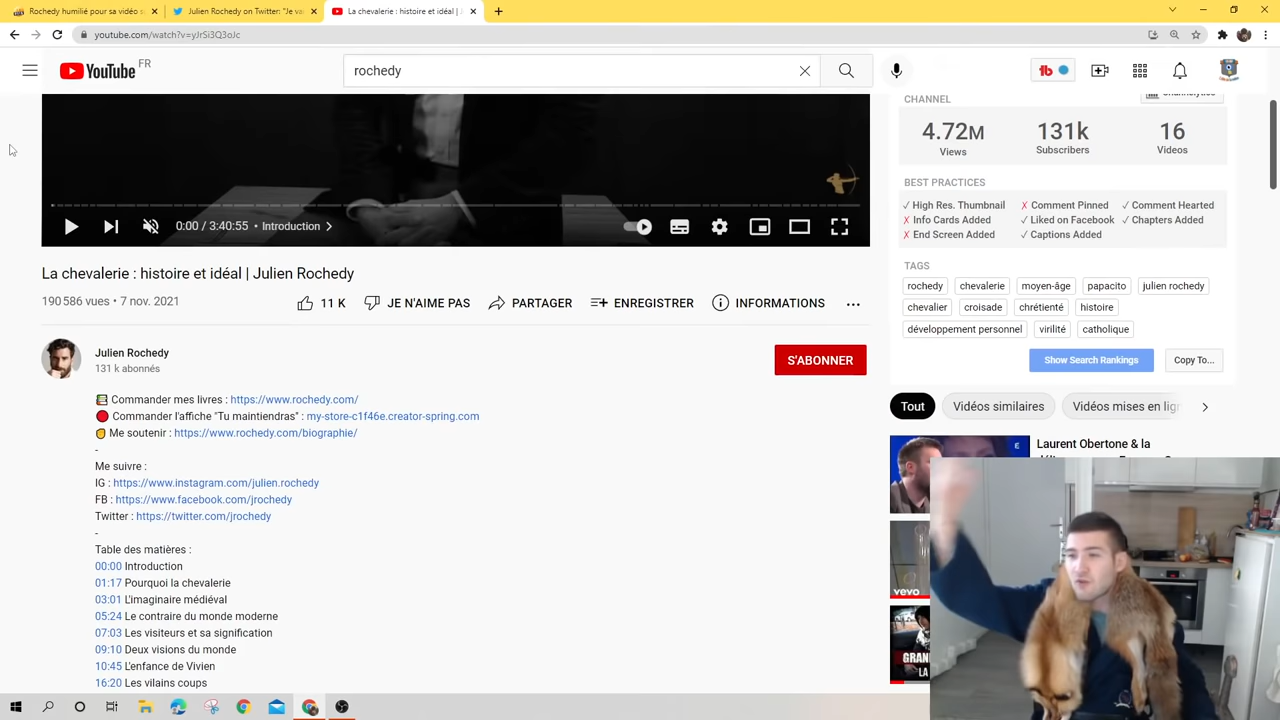 Rochedy humilié pour sa vidéo s
Julien Rochedy on Twitter: "Je va
La chevalerie : histoire et idéal | J
youtube.com/watch?v=yJrSi3Q3oJc
YouTube FR
rochedy
CHANNEL
4.72M
Views
131k
Subscribers
16
Videos
BEST PRACTICES
High Res. Thumbnail
Comment Pinned
Comment Hearted
Info Cards Added
Liked on Facebook
Chapters Added
End Screen Added
Captions Added
TAGS
rochedy chevalerie moyen-âge papacito julien rochedy
chevalier croisade chrétienté histoire
développement personnel virilité catholique
Show Search Rankings
Copy To...
0:00 / 3:40:55 • Introduction
La chevalerie : histoire et idéal | Julien Rochedy
190 586 vues • 7 nov. 2021
11 K
JE N'AIME PAS
PARTAGER
ENREGISTRER
INFORMATIONS
Julien Rochedy
131 k abonnés
S'ABONNER
Commander mes livres : https://www.rochedy.com/
Commander l'affiche "Tu maintiendras" : my-store-c1f46e.creator-spring.com
Me soutenir : https://www.rochedy.com/biographie/
-
Me suivre :
IG : https://www.instagram.com/julien.rochedy
FB : https://www.facebook.com/jrochedy
Twitter : https://twitter.com/jrochedy
-
Table des matières :
00:00 Introduction
01:17 Pourquoi la chevalerie
03:01 L'imaginaire médiéval
05:24 Le contraire du monde moderne
07:03 Les visiteurs et sa signification
09:10 Deux visions du monde
10:45 L'enfance de Vivien
16:20 Les vilains coups
Tout
Vidéos similaires
Vidéos mises en lign
Laurent Obertone & la
vevo
GRAN
LA